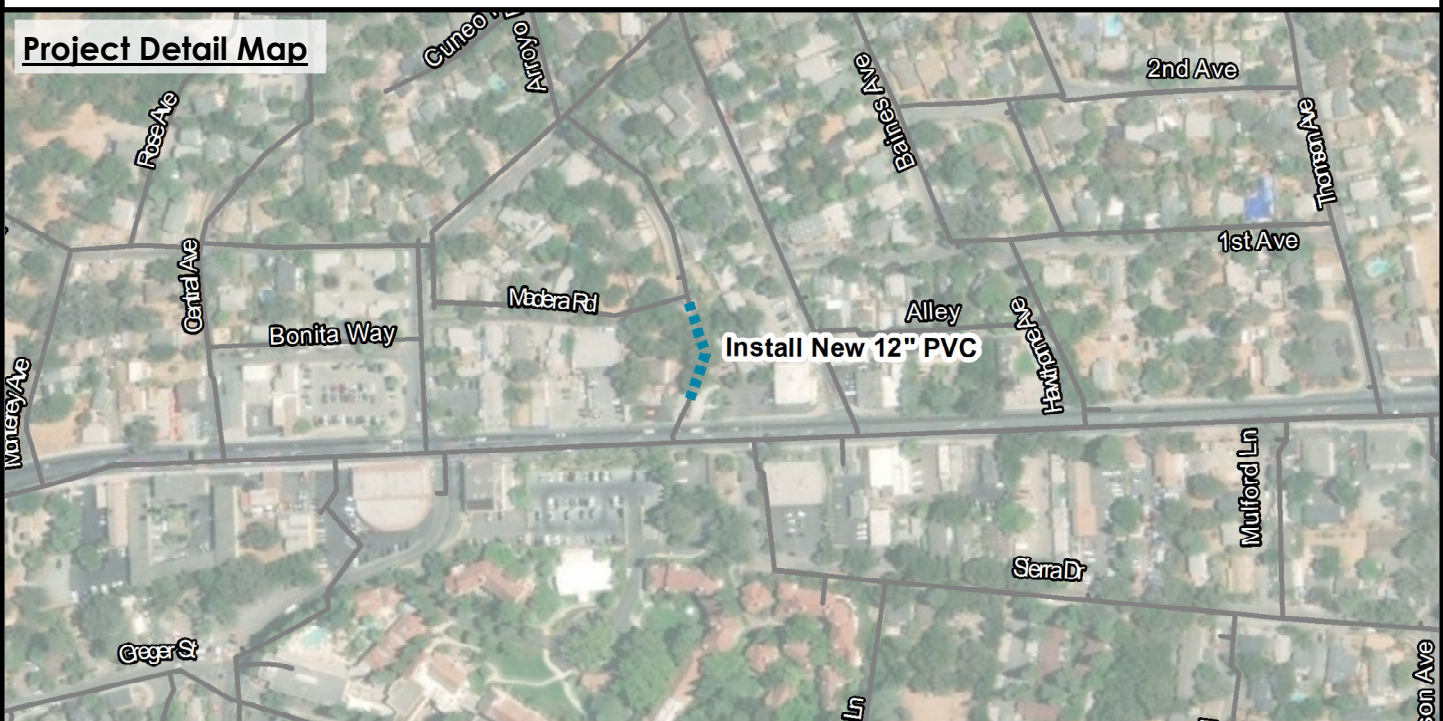 Project Detail Map
Cuneo
Arroyo
Baines Ave
2nd Ave
Rose Ave
Thomson Ave
1st Ave
Central Ave
Madera Rd
Alley
Bonita Way
Hawthorne Ave
Install New 12" PVC
Monterey Ave
Mulford Ln
Sierra Dr
Greger St
Ln
son Ave